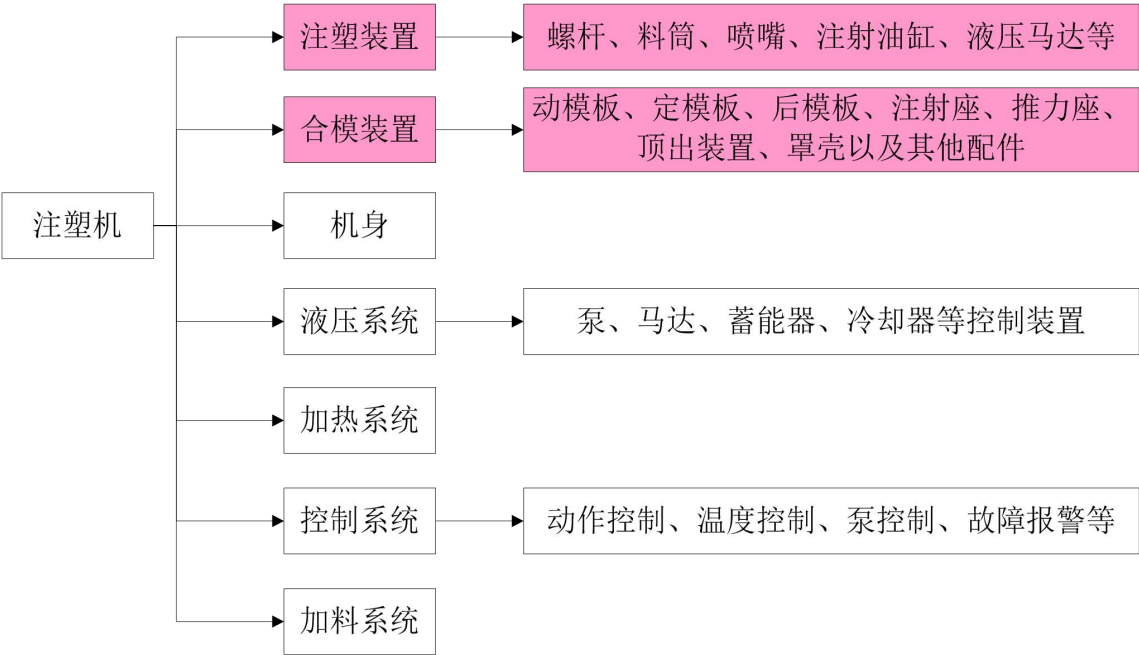 注塑装置
螺杆、料筒、喷嘴、注射油缸、液压马达等
合模装置
动模板、定模板、后模板、注射座、推力座、
顶出装置、罩壳以及其他配件
注塑机
机身
液压系统
泵、马达、蓄能器、冷却器等控制装置
加热系统
控制系统
动作控制、温度控制、泵控制、故障报警等
加料系统